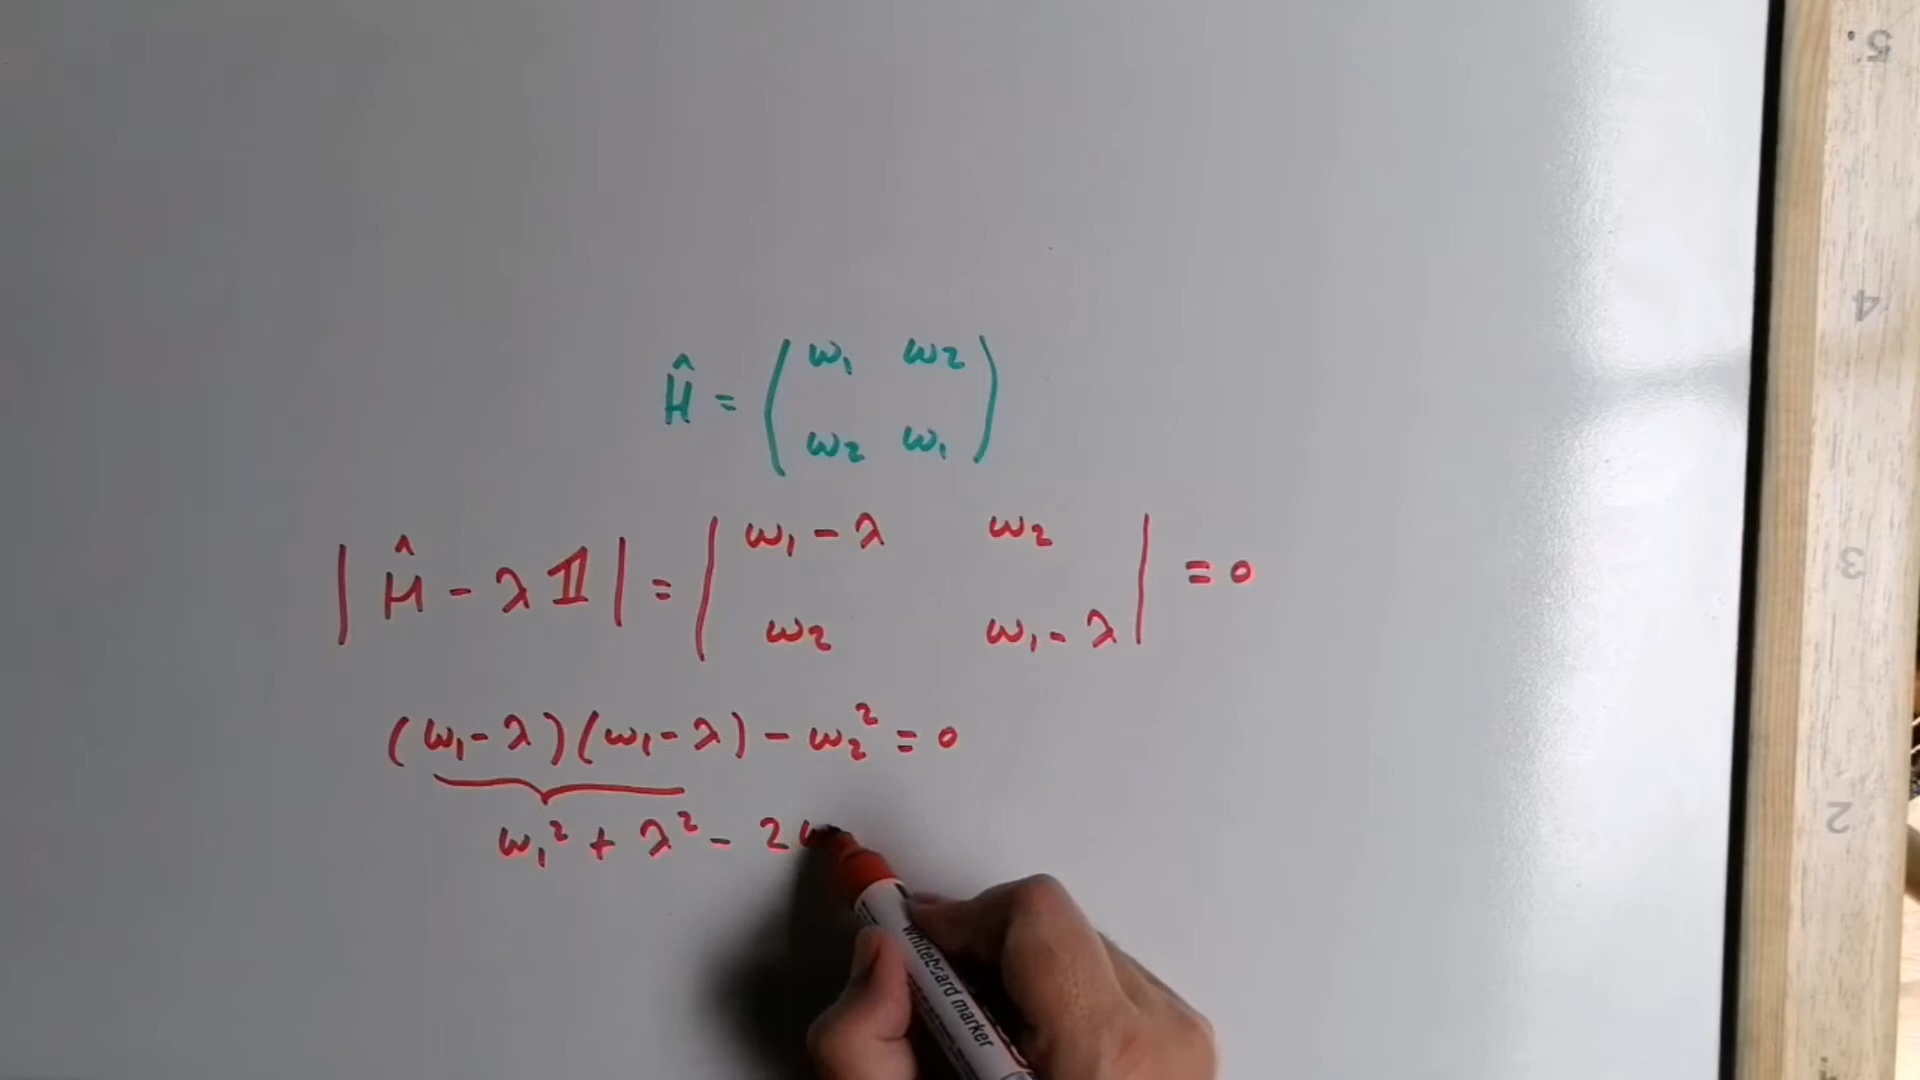 Ĥ = ( ω₁ ω₂
ω₂ ω₁ )
| Ĥ - λ 𝟙 | = | ω₁ - λ ω₂
ω₂ ω₁ - λ | = 0
(ω₁ - λ)(ω₁ - λ) - ω₂² = 0
ω₁² + λ² - 2
whiteboard marker
5.
4
3
2